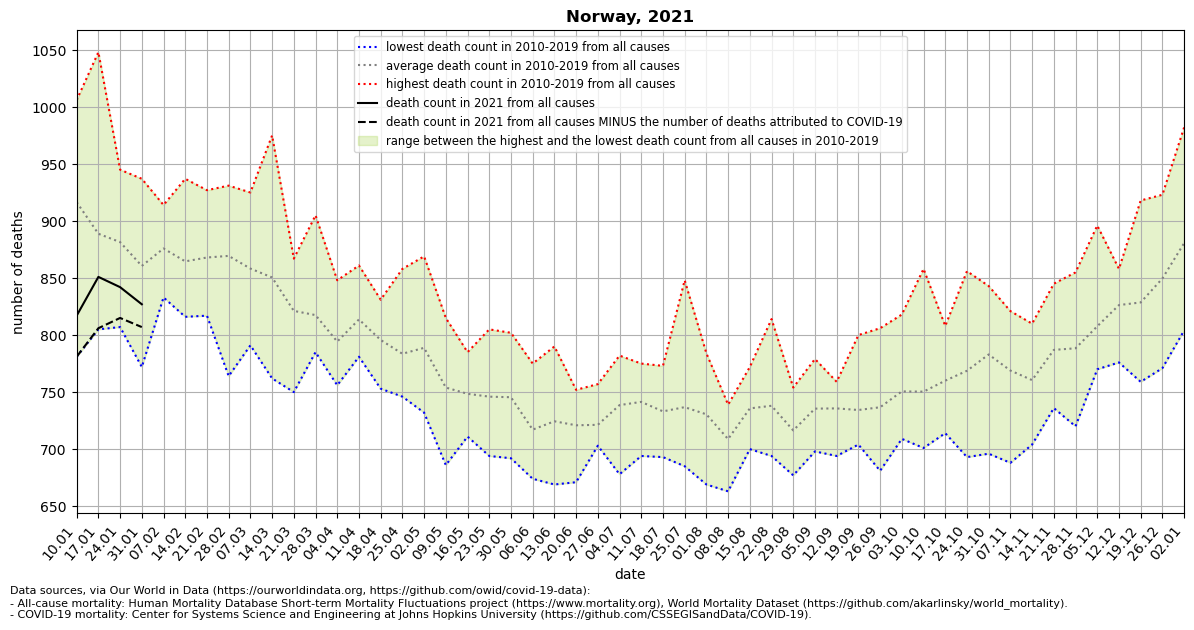 Norway, 2021
lowest death count in 2010-2019 from all causes
average death count in 2010-2019 from all causes
highest death count in 2010-2019 from all causes
death count in 2021 from all causes
death count in 2021 from all causes MINUS the number of deaths attributed to COVID-19
range between the highest and the lowest death count from all causes in 2010-2019
number of deaths
1050
1000
950
900
850
800
750
700
650
10.01 17.01 24.01 31.01 07.02 14.02 21.02 28.02 07.03 14.03 21.03 28.03 04.04 11.04 18.04 25.04 02.05 09.05 16.05 23.05 30.05 06.06 13.06 20.06 27.06 04.07 11.07 18.07 25.07 01.08 08.08 15.08 22.08 29.08 05.09 12.09 19.09 26.09 03.10 10.10 17.10 24.10 31.10 07.11 14.11 21.11 28.11 05.12 12.12 19.12 26.12 02.01
date
Data sources, via Our World in Data (https://ourworldindata.org, https://github.com/owid/covid-19-data):
- All-cause mortality: Human Mortality Database Short-term Mortality Fluctuations project (https://www.mortality.org), World Mortality Dataset (https://github.com/akarlinsky/world_mortality).
- COVID-19 mortality: Center for Systems Science and Engineering at Johns Hopkins University (https://github.com/CSSEGISandData/COVID-19).